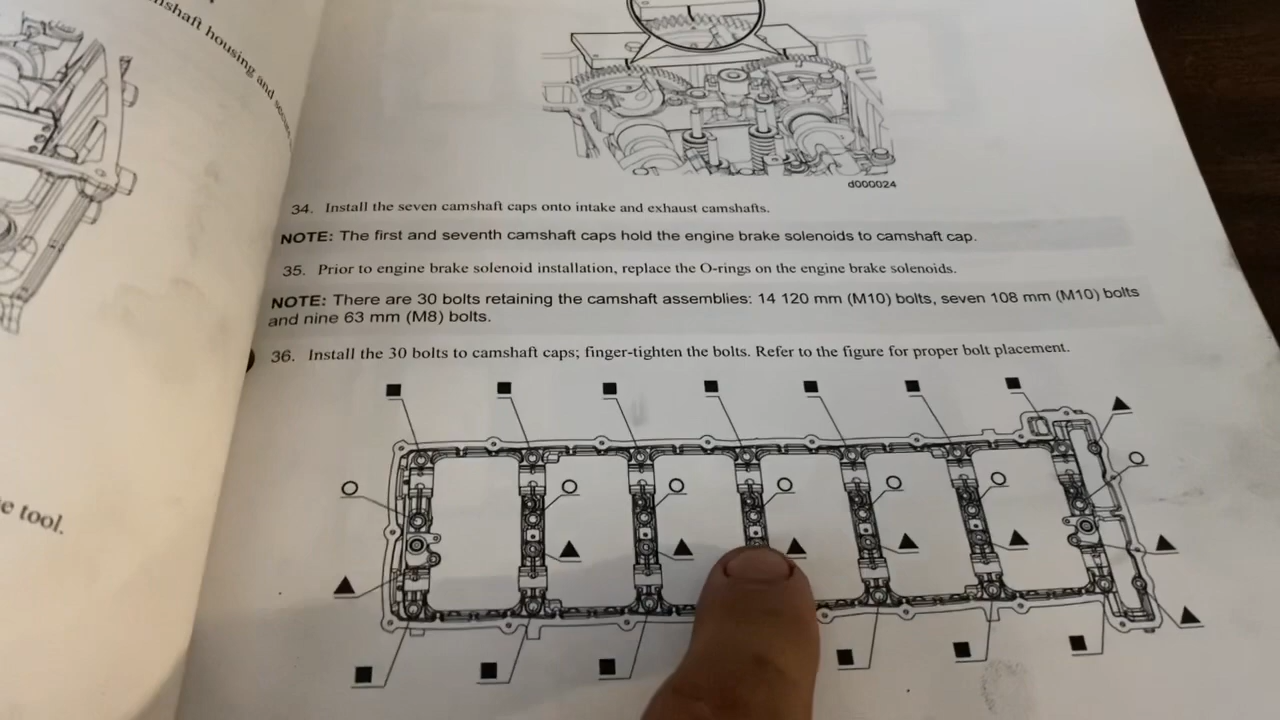 shaft housing and
e tool.
d000024
34. Install the seven camshaft caps onto intake and exhaust camshafts.
NOTE: The first and seventh camshaft caps hold the engine brake solenoids to camshaft cap.
35. Prior to engine brake solenoid installation, replace the O-rings on the engine brake solenoids.
NOTE: There are 30 bolts retaining the camshaft assemblies: 14 120 mm (M10) bolts, seven 108 mm (M10) bolts
and nine 63 mm (M8) bolts.
36. Install the 30 bolts to camshaft caps; finger-tighten the bolts. Refer to the figure for proper bolt placement.